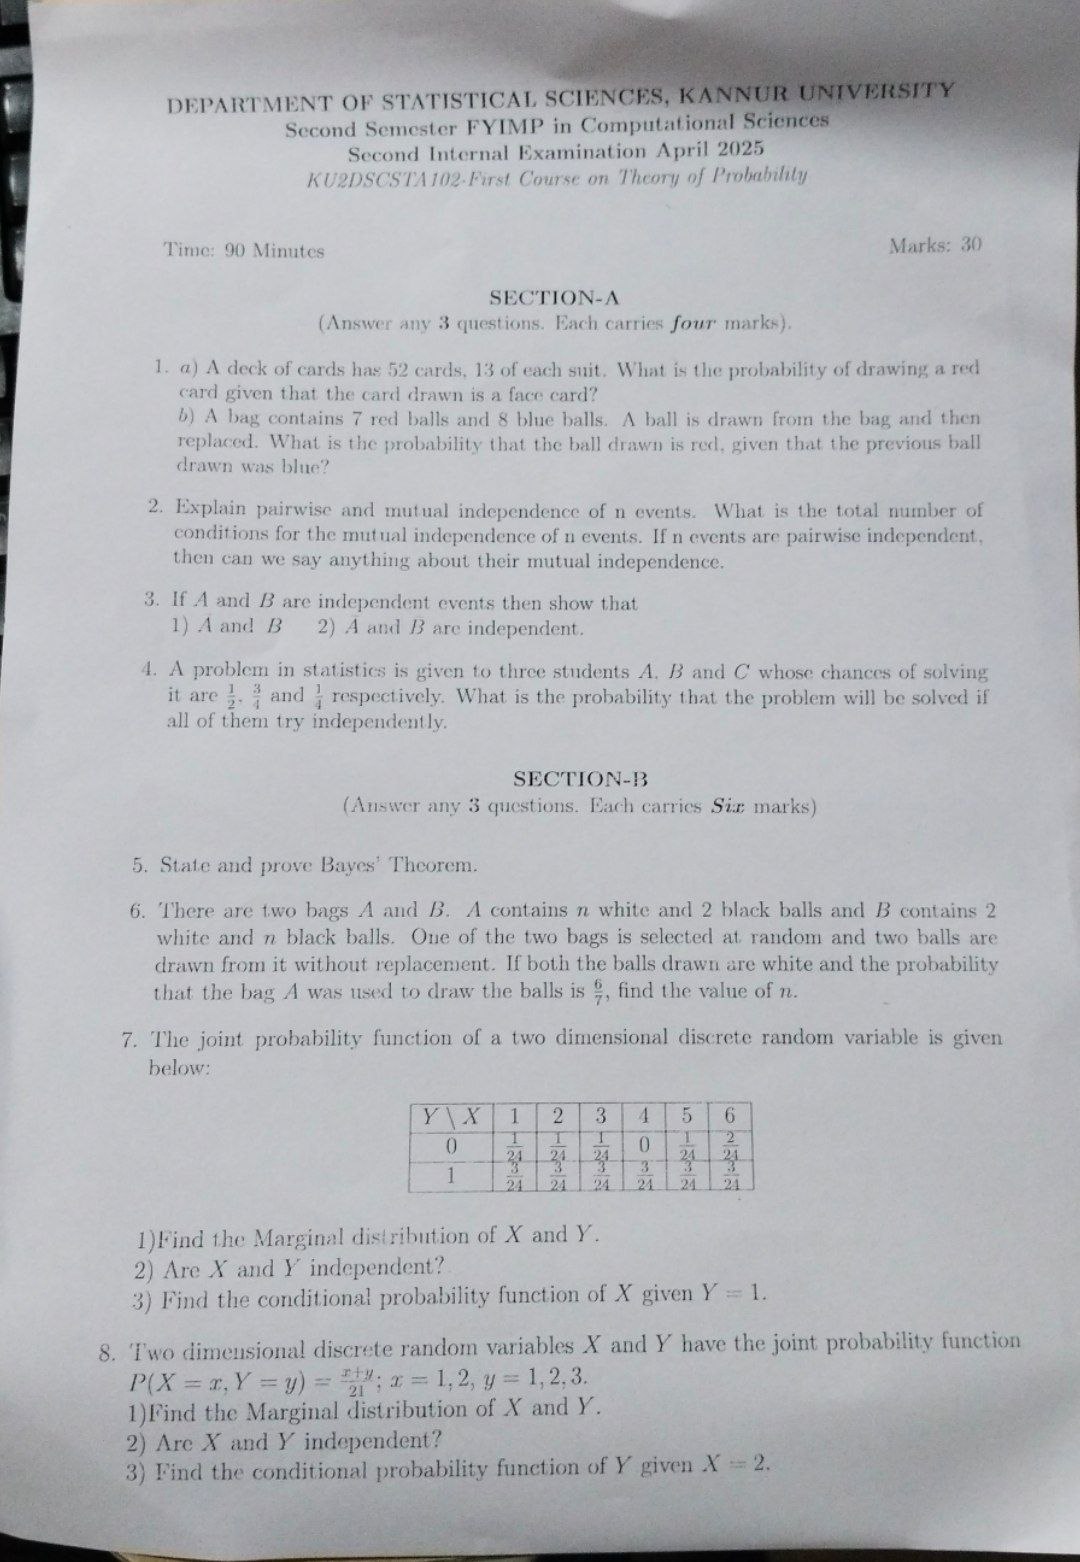 DEPARTMENT OF STATISTICAL SCIENCES, KANNUR UNIVERSITY
Second Semester FYIMP in Computational Sciences
Second Internal Examination April 2025
KU2DSCSTA102-First Course on Theory of Probability
Time: 90 Minutes Marks: 30
SECTION-A
(Answer any 3 questions. Each carries four marks).
1. a) A deck of cards has 52 cards, 13 of each suit. What is the probability of drawing a red
card given that the card drawn is a face card?
b) A bag contains 7 red balls and 8 blue balls. A ball is drawn from the bag and then
replaced. What is the probability that the ball drawn is red, given that the previous ball
drawn was blue?
2. Explain pairwise and mutual independence of n events. What is the total number of
conditions for the mutual independence of n events. If n events are pairwise independent,
then can we say anything about their mutual independence.
3. If A and B are independent events then show that
1) A and B 2) A and B are independent.
4. A problem in statistics is given to three students A, B and C whose chances of solving
it are 1/2, 3/4 and 1/4 respectively. What is the probability that the problem will be solved if
all of them try independently.
SECTION-B
(Answer any 3 questions. Each carries Six marks)
5. State and prove Bayes' Theorem.
6. There are two bags A and B. A contains n white and 2 black balls and B contains 2
white and n black balls. One of the two bags is selected at random and two balls are
drawn from it without replacement. If both the balls drawn are white and the probability
that the bag A was used to draw the balls is 6/7, find the value of n.
7. The joint probability function of a two dimensional discrete random variable is given
below:
Y \ X 1 2 3 4 5 6
0 1/24 1/24 1/24 0 1/24 2/24
1 3/24 3/24 3/24 3/24 3/24 3/24
1)Find the Marginal distribution of X and Y.
2) Are X and Y independent?
3) Find the conditional probability function of X given Y = 1.
8. Two dimensional discrete random variables X and Y have the joint probability function
P(X = x, Y = y) = x+y/21; x = 1, 2, y = 1, 2, 3.
1)Find the Marginal distribution of X and Y.
2) Are X and Y independent?
3) Find the conditional probability function of Y given X = 2.